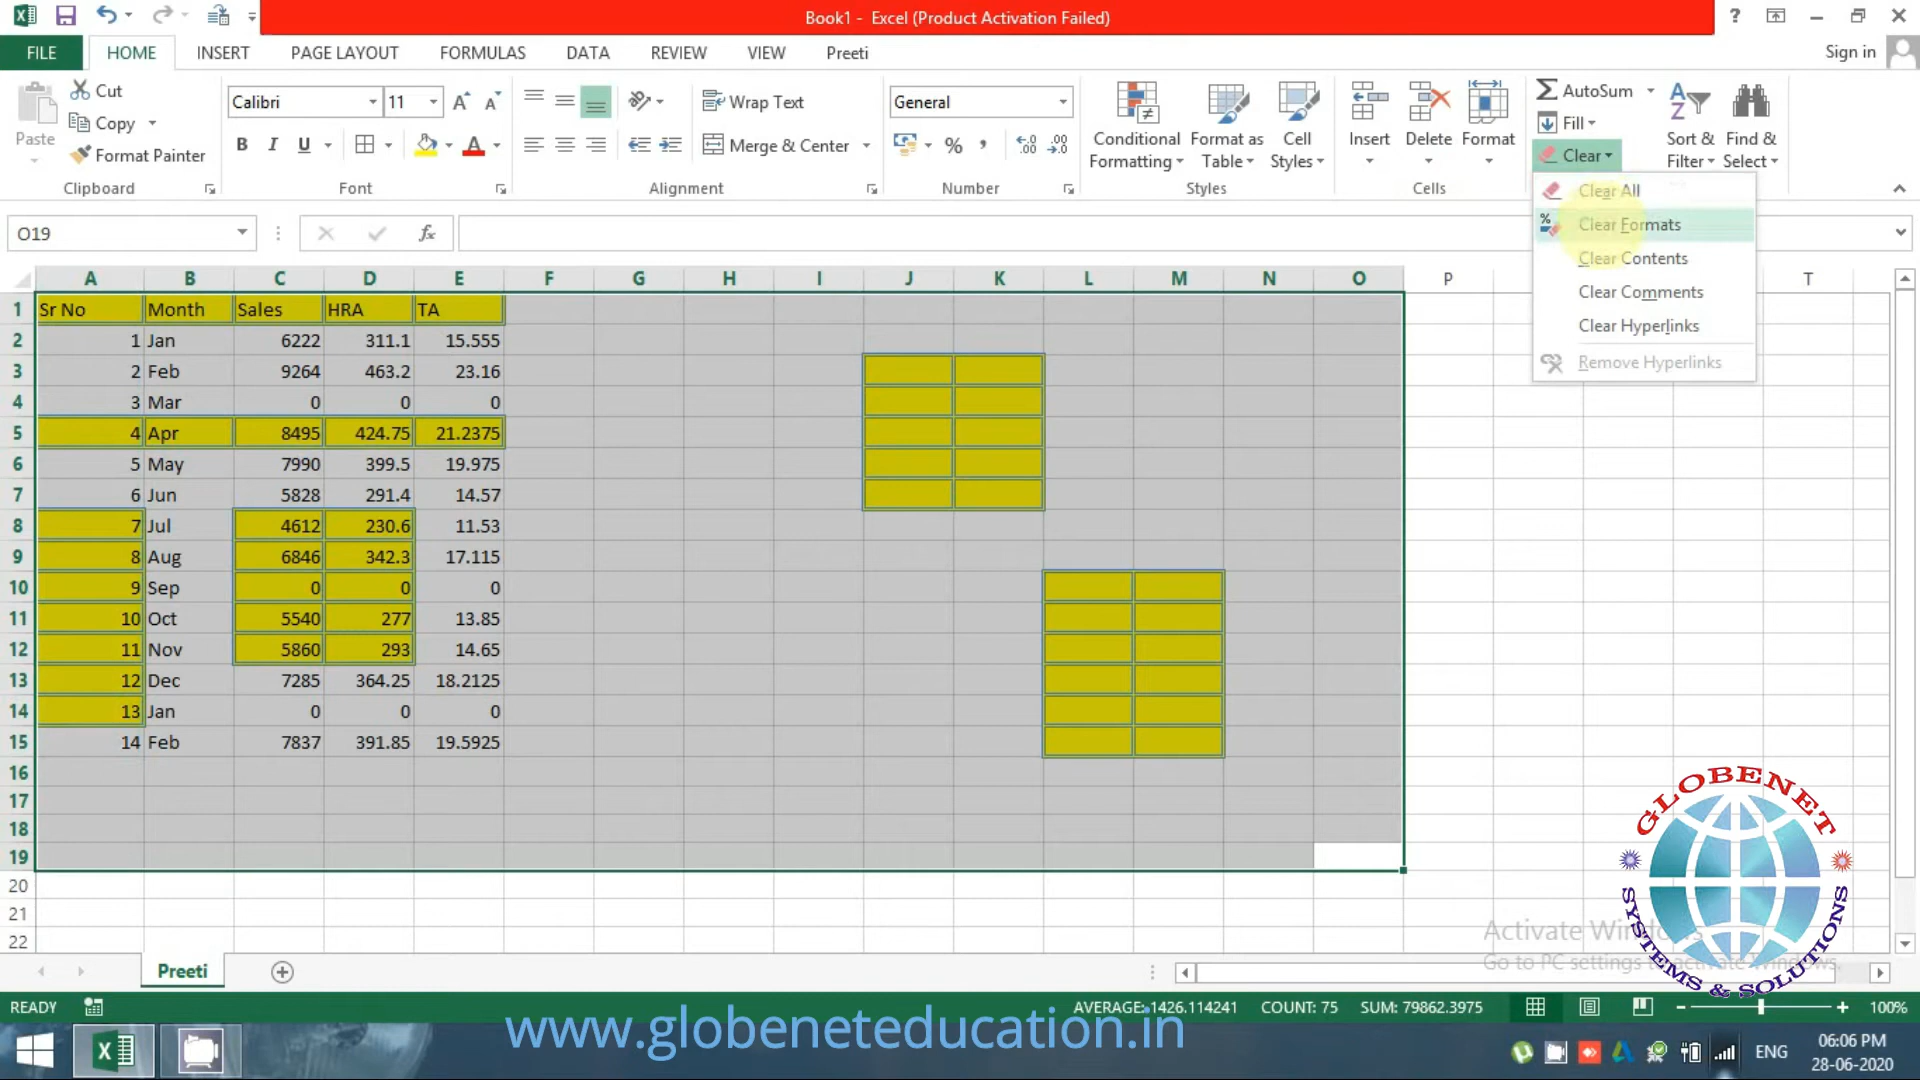 Book1 - Excel (Product Activation Failed)
FILE HOME INSERT PAGE LAYOUT FORMULAS DATA REVIEW VIEW Preeti Sign in
Paste Cut Copy Format Painter
Calibri 11
B I U
Wrap Text
Merge & Center
General
%
Conditional Formatting
Format as Table
Cell Styles
Insert Delete Format
AutoSum
Fill
Clear
Sort & Filter
Find & Select
Clipboard Font Alignment Number Styles Cells
Clear All
Clear Formats
Clear Contents
Clear Comments
Clear Hyperlinks
Remove Hyperlinks
O19 fx
A B C D E F G H I J K L M N O P T
1 Sr No Month Sales HRA TA
2 1 Jan 6222 311.1 15.555
3 2 Feb 9264 463.2 23.16
4 3 Mar 0 0 0
5 4 Apr 8495 424.75 21.2375
6 5 May 7990 399.5 19.975
7 6 Jun 5828 291.4 14.57
8 7 Jul 4612 230.6 11.53
9 8 Aug 6846 342.3 17.115
10 9 Sep 0 0 0
11 10 Oct 5540 277 13.85
12 11 Nov 5860 293 14.65
13 12 Dec 7285 364.25 18.2125
14 13 Jan 0 0 0
15 14 Feb 7837 391.85 19.5925
16
17
18
19
20
21
22
GLOBENET
SYSTEMS & SOLUTIONS
Activate Windows
Go to PC settings to activate Windows.
Preeti
READY AVERAGE: 1426.114241 COUNT: 75 SUM: 79862.3975 100%
www.globeneteducation.in
ENG 06:06 PM
28-06-2020